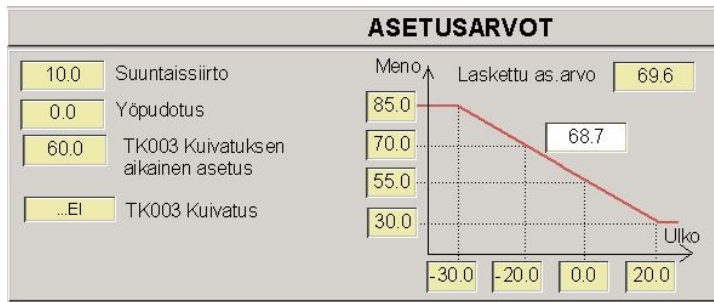 ASETUSARVOT
10.0 Suuntaissiirto
0.0 Yöpudotus
60.0 TK003 Kuivatuksen
aikainen asetus
...EI TK003 Kuivatus
Meno Laskettu as.arvo 69.6
85.0
68.7
70.0
55.0
30.0
Ulko
-30.0 -20.0 0.0 20.0